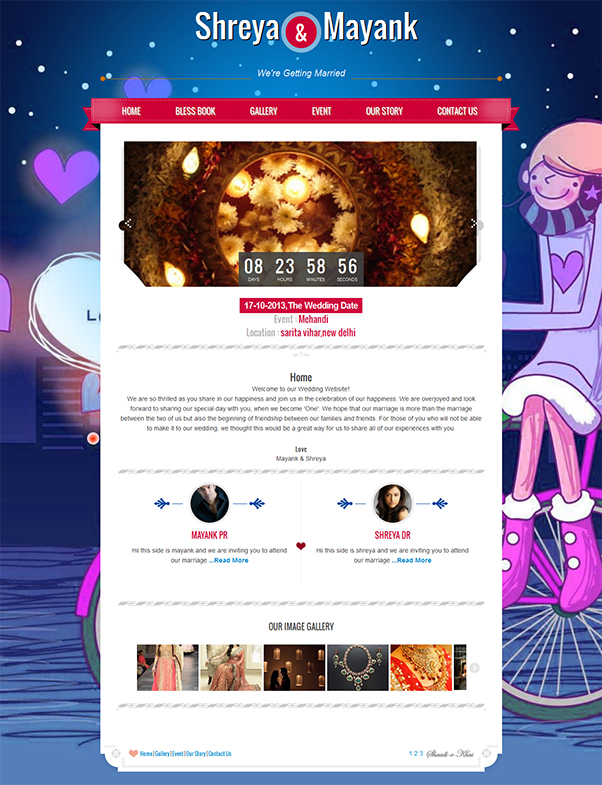 Shreya & Mayank
We're Getting Married
HOME BLESS BOOK GALLERY EVENT OUR STORY CONTACT US
08 23 58 56
DAYS HOURS MINUTES SECONDS
17-10-2013,The Wedding Date
Event : Mehandi
Location : sarita vihar,new delhi
Home
Welcome to our Wedding Website!
We are so thrilled as you share in our happiness and join us in the celebration of our happiness. We are overjoyed and look
forward to sharing our special day with you, when we become 'One'. We hope that our marriage is more than the marriage
between the two of us but also the beginning of friendship between our families and friends. For those of you who will not be able
to make it to our wedding, we thought this would be a great way for us to share all of our experiences with you.
Love
Mayank & Shreya
MAYANK PR
Hi this side is mayank and we are inviting you to attend
our marriage ...Read More
SHREYA DR
Hi this side is shreya and we are inviting you to attend
our marriage ...Read More
OUR IMAGE GALLERY
Home | Gallery | Event | Our Story | Contact Us
1 2 3 Shaadi-e-Khas